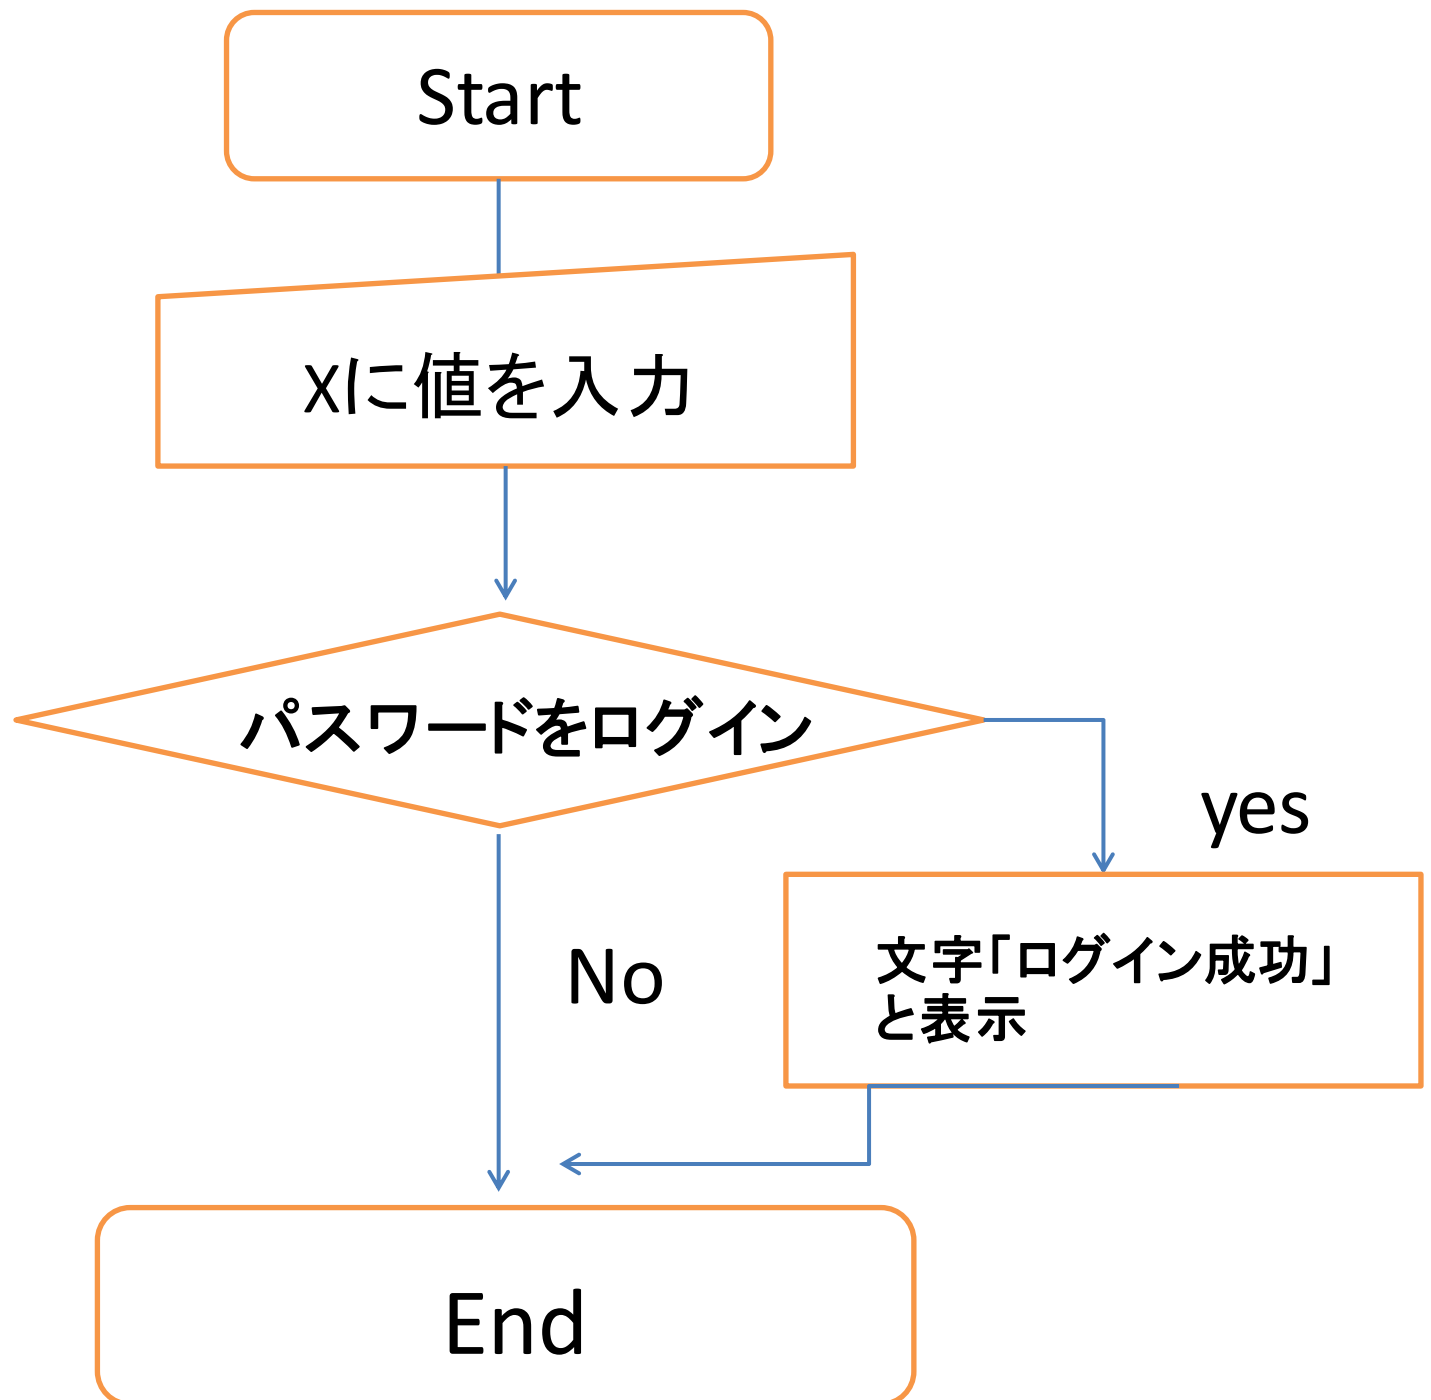 Start
xに値を入力
パスワードをログイン
yes
No
文字「ログイン成功」
と表示
End